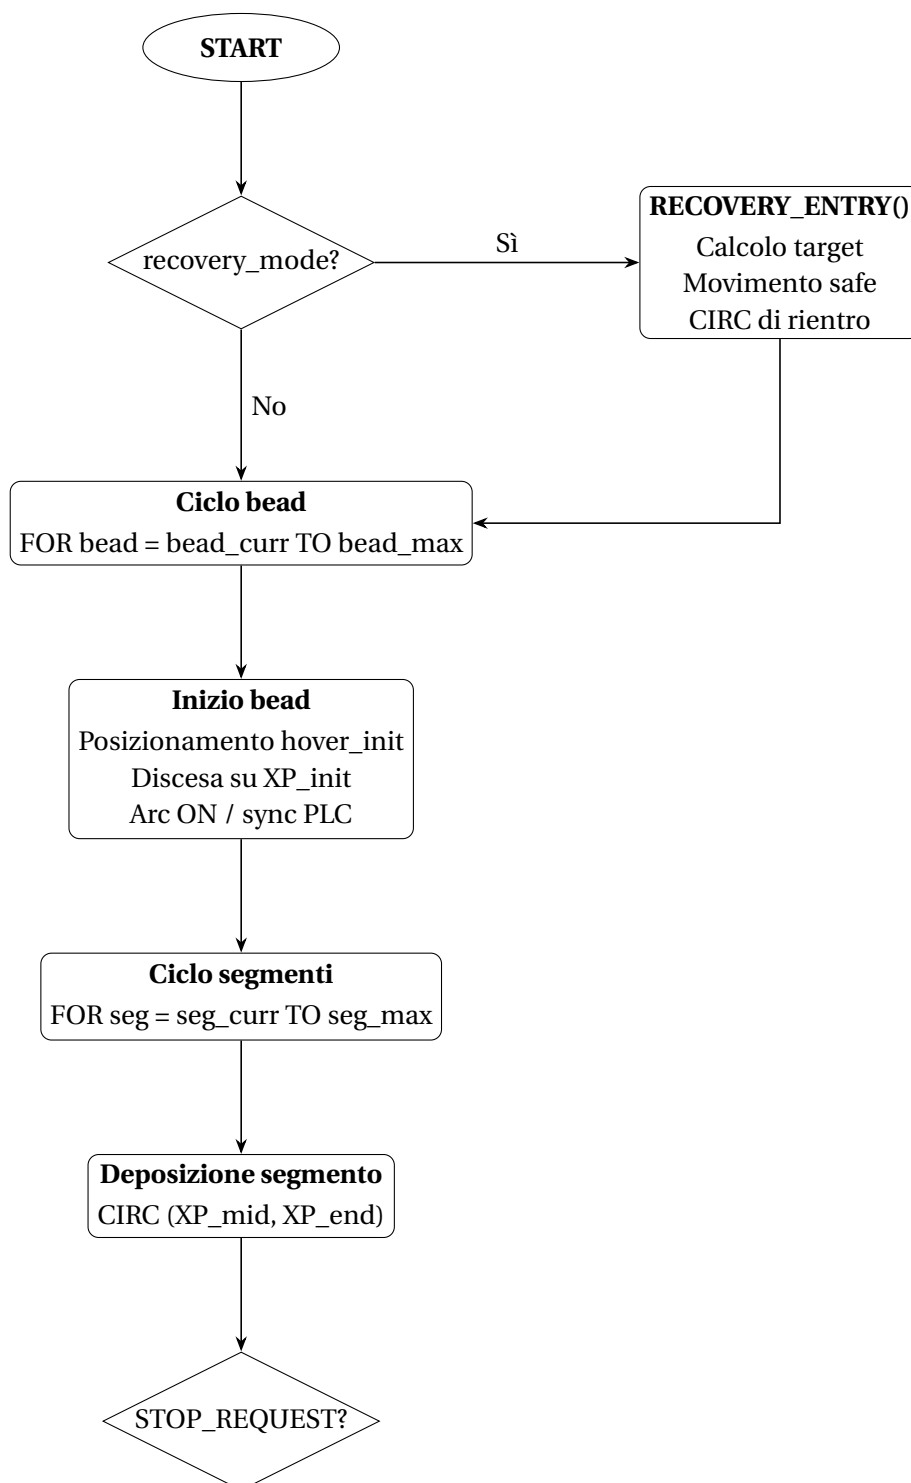 START
recovery_mode?
Sì
RECOVERY_ENTRY()
Calcolo target
Movimento safe
CIRC di rientro
No
Ciclo bead
FOR bead = bead_curr TO bead_max
Inizio bead
Posizionamento hover_init
Discesa su XP_init
Arc ON / sync PLC
Ciclo segmenti
FOR seg = seg_curr TO seg_max
Deposizione segmento
CIRC (XP_mid, XP_end)
STOP_REQUEST?